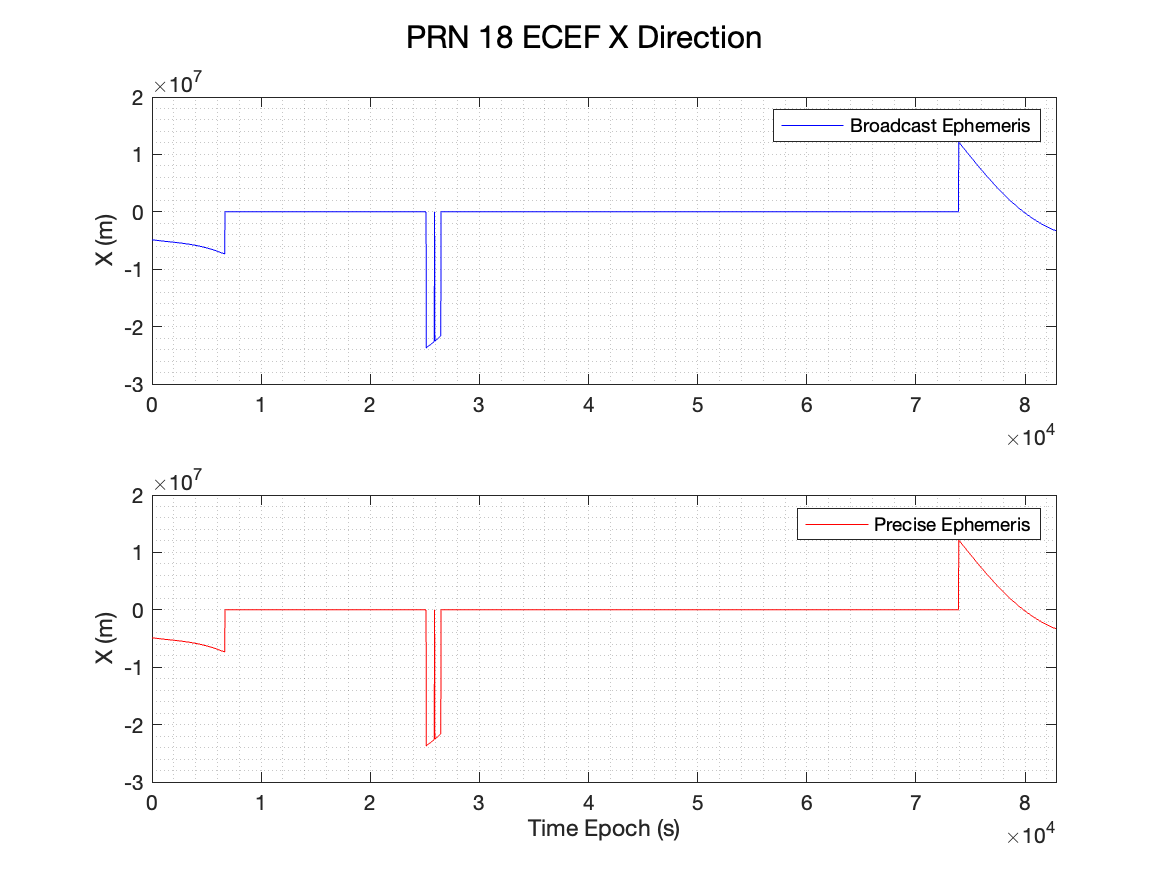 PRN 18 ECEF X Direction
×10^7
Broadcast Ephemeris
2
1
0
-1
-2
-3
X (m)
0 1 2 3 4 5 6 7 8
×10^4
×10^7
Precise Ephemeris
2
1
0
-1
-2
-3
X (m)
0 1 2 3 4 5 6 7 8
Time Epoch (s)
×10^4